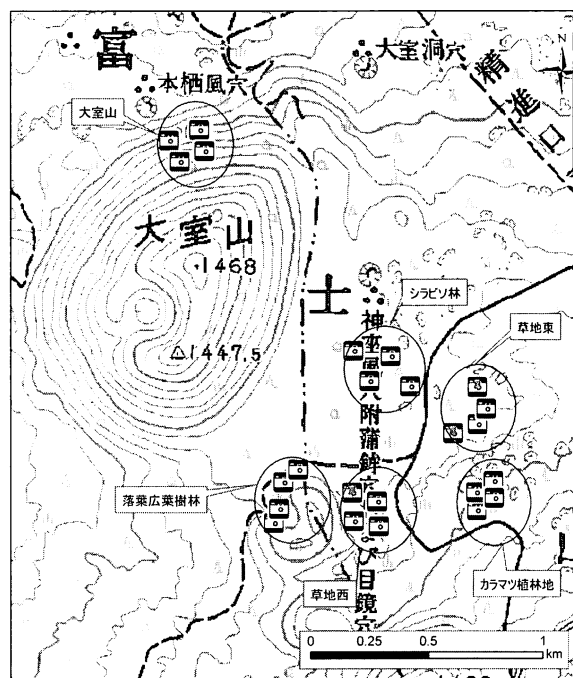 富
大室洞穴
N
本栖風穴
精進口
大室山
大室山
・1468
士
シラビソ林
草地東
1447.5
神座風穴附蒲鉾穴及び目鏡穴
落葉広葉樹林
草地西
カラマツ植林地
0 0.25 0.5 1
km